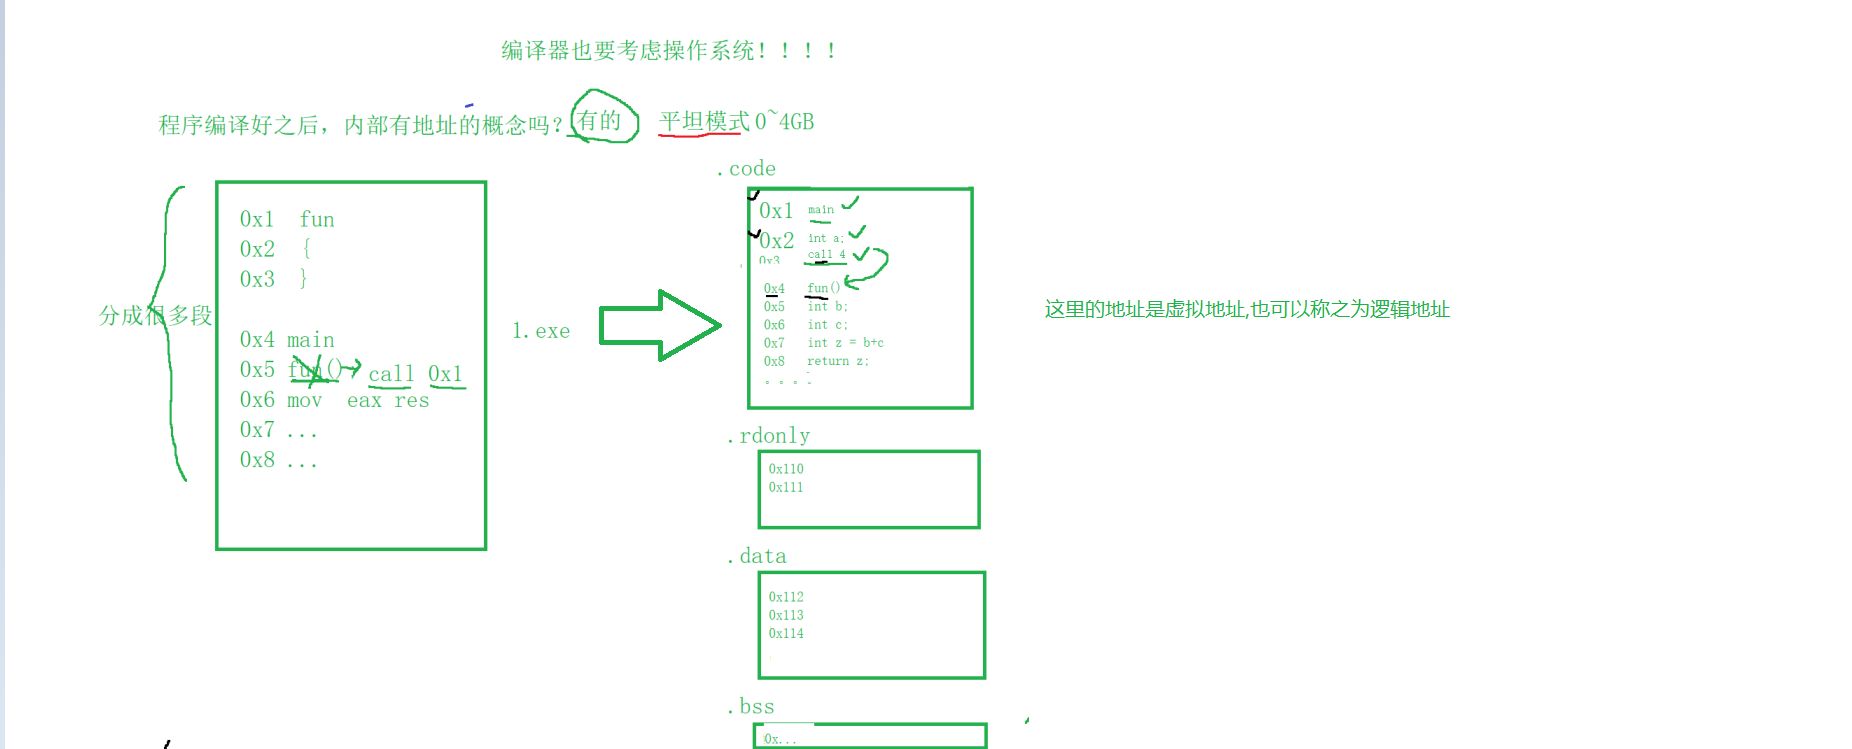 编译器也要考虑操作系统！！！！
程序编译好之后，内部有地址的概念吗？有的 平坦模式 0~4GB
分成很多段
0x1 fun
0x2 {
0x3 }
0x4 main
0x5 fun() call 0x1
0x6 mov eax res
0x7 ...
0x8 ...
1.exe
.code
0x1 main
0x2 int a;
0x3 call 4
0x4 fun()
0x5 int b;
0x6 int c;
0x7 int z = b+c
0x8 return z;
。。。。
.rdonly
0x110
0x111
.data
0x112
0x113
0x114
.bss
0x...
这里的地址是虚拟地址,也可以称之为逻辑地址